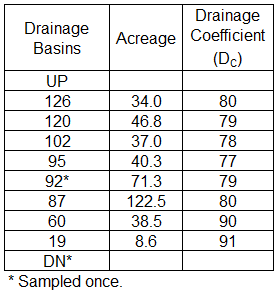 Drainage Basins Acreage Drainage Coefficient (DC)
UP
126 34.0 80
120 46.8 79
102 37.0 78
95 40.3 77
92* 71.3 79
87 122.5 80
60 38.5 90
19 8.6 91
DN*
* Sampled once.